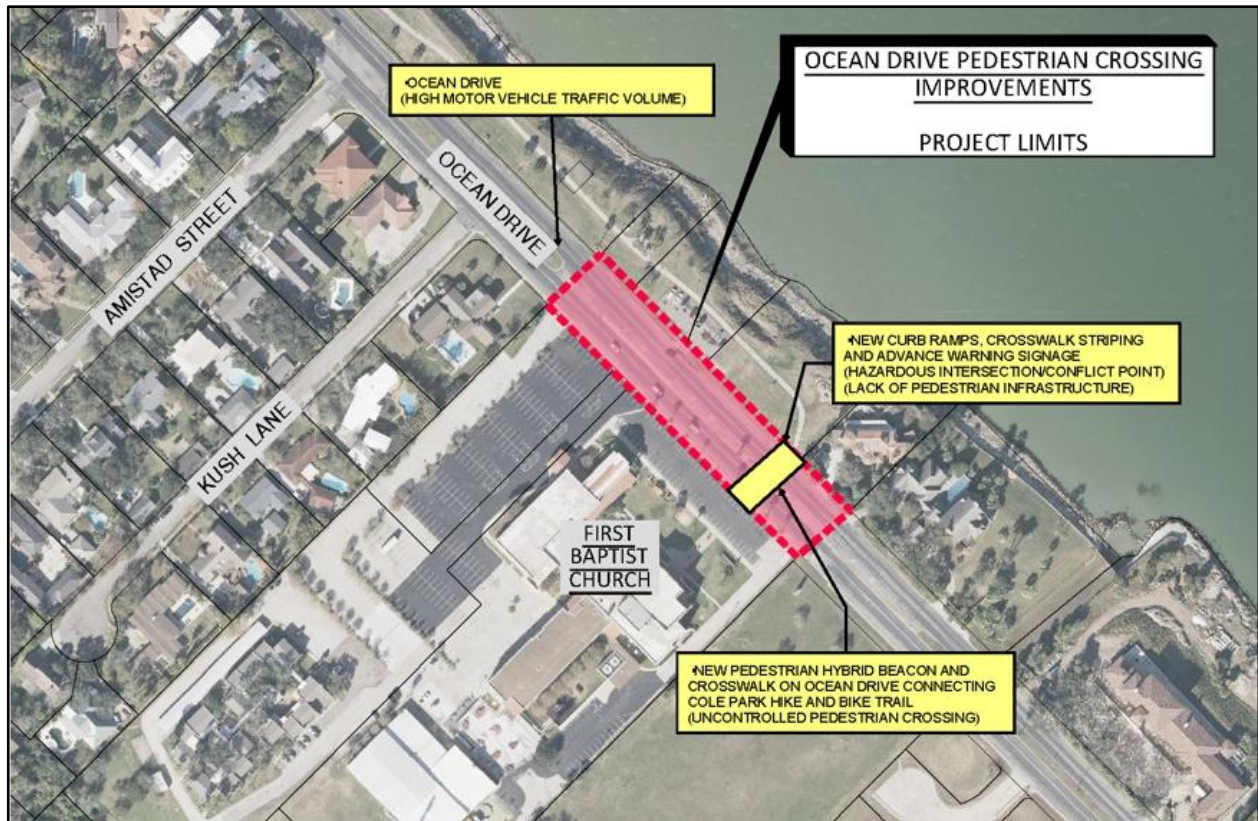 OCEAN DRIVE PEDESTRIAN CROSSING
IMPROVEMENTS
PROJECT LIMITS
•OCEAN DRIVE
(HIGH MOTOR VEHICLE TRAFFIC VOLUME)
OCEAN DRIVE
AMISTAD STREET
KUSH LANE
•NEW CURB RAMPS, CROSSWALK STRIPING
AND ADVANCE WARNING SIGNAGE
(HAZARDOUS INTERSECTION/CONFLICT POINT)
(LACK OF PEDESTRIAN INFRASTRUCTURE)
FIRST
BAPTIST
CHURCH
•NEW PEDESTRIAN HYBRID BEACON AND
CROSSWALK ON OCEAN DRIVE CONNECTING
COLE PARK HIKE AND BIKE TRAIL
(UNCONTROLLED PEDESTRIAN CROSSING)